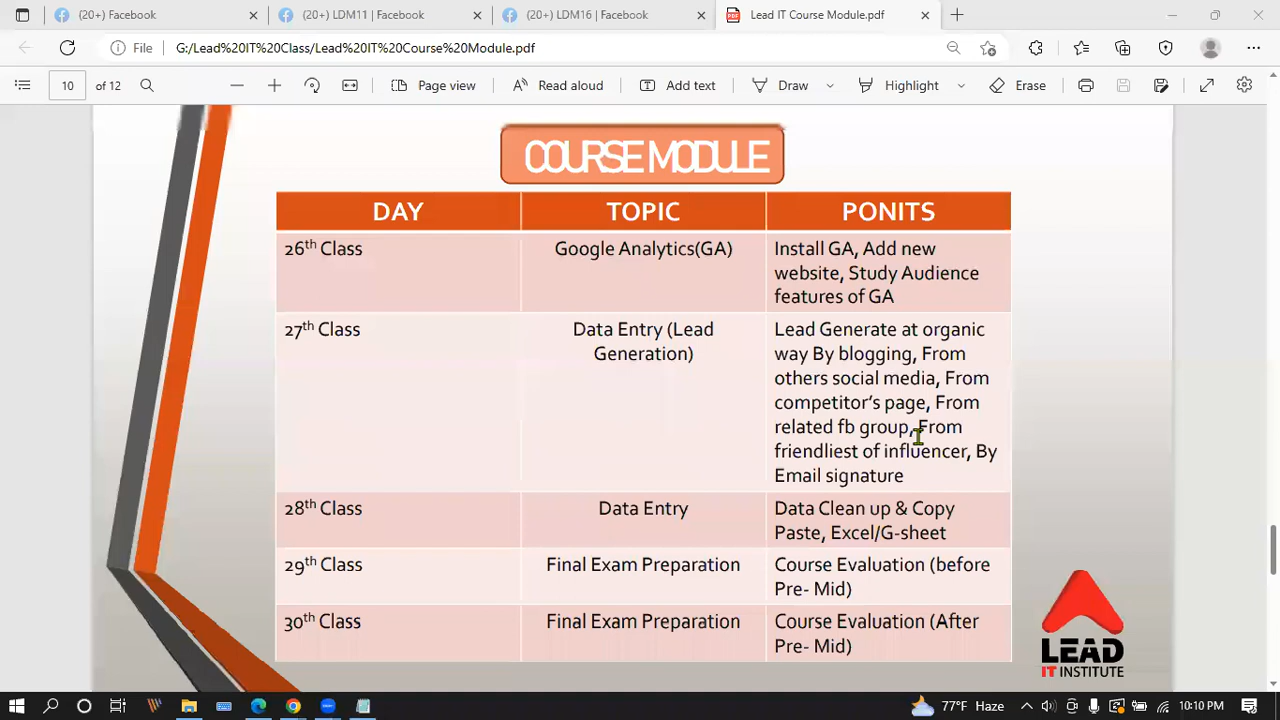 (20+) Facebook
(20+) LDM11 | Facebook
(20+) LDM16 | Facebook
Lead IT Course Module.pdf
File
G:/Lead%20IT%20Class/Lead%20IT%20Course%20Module.pdf
10
of 12
Page view
Read aloud
Add text
Draw
Highlight
Erase
COURSE MODULE
DAY
TOPIC
PONITS
26th Class
Google Analytics(GA)
Install GA, Add new
website, Study Audience
features of GA
27th Class
Data Entry (Lead
Generation)
Lead Generate at organic
way By blogging, From
others social media, From
competitor's page, From
related fb group, From
friendliest of influencer, By
Email signature
28th Class
Data Entry
Data Clean up & Copy
Paste, Excel/G-sheet
29th Class
Final Exam Preparation
Course Evaluation (before
Pre- Mid)
30th Class
Final Exam Preparation
Course Evaluation (After
Pre- Mid)
LEAD
IT INSTITUTE
77°F Haze
10:10 PM